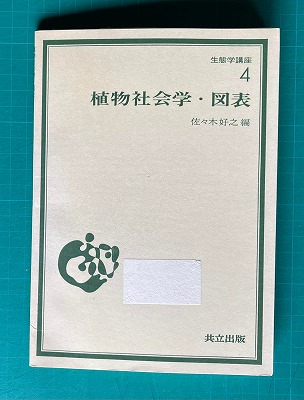 生態学講座
4
植物社会学・図表
佐々木好之編
共立出版